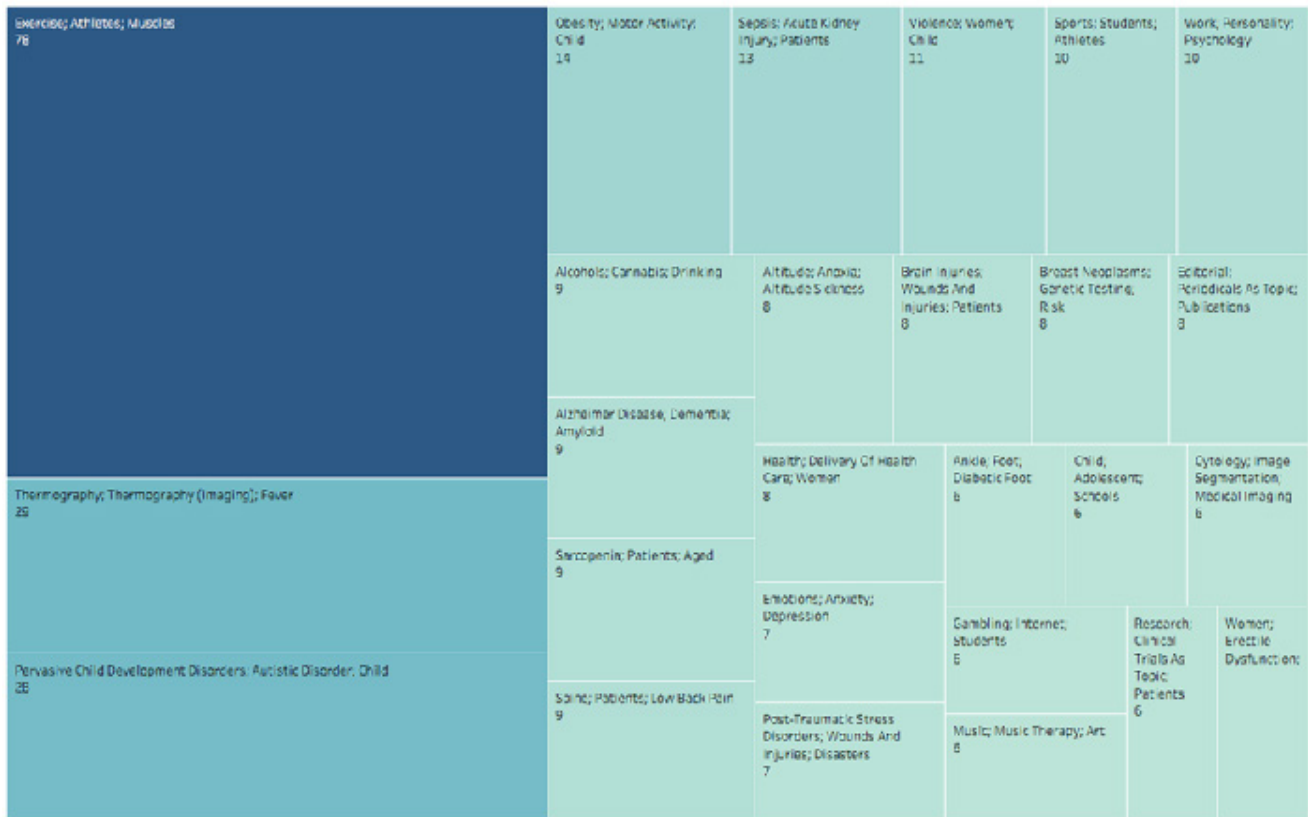 Exercise; Athletes; Muscles
78
Thermography; Thermography (Imaging); Fever
29
Pervasive Child Development Disorders; Autistic Disorder; Child
Obesity; Motor Activity;
Child
14
Sepsis; Acute Kidney
Injury; Patients
13
Violence; Women;
Child
11
Sports; Students;
Athletes
10
Work; Personality;
Psychology
10
Alcohols; Cannabis; Drinking
9
Alzheimer Disease; Dementia;
Amyloid
9
Sarcopenia; Patients; Aged
9
Spine; Patients; Low Back Pain
9
Altitude; Anoxia;
Altitude Sickness
8
Brain Injuries;
Wounds And
Injuries; Patients
8
Breast Neoplasms;
Genetic Testing;
Risk
8
Editorial;
Periodicals As Topic;
Publications
8
Health; Delivery Of Health
Care; Women
8
Emotions; Anxiety;
Depression
7
Post-Traumatic Stress
Disorders; Wounds And
Injuries; Disasters
7
Ankle; Foot;
Diabetic Foot
6
Child;
Adolescent;
Schools
6
Cytology; Image
Segmentation;
Medical Imaging
6
Gambling; Internet;
Students
6
Music; Music Therapy; Art
6
Research;
Clinical
Trials As
Topic;
Patients
6
Women;
Erectile
Dysfunction;